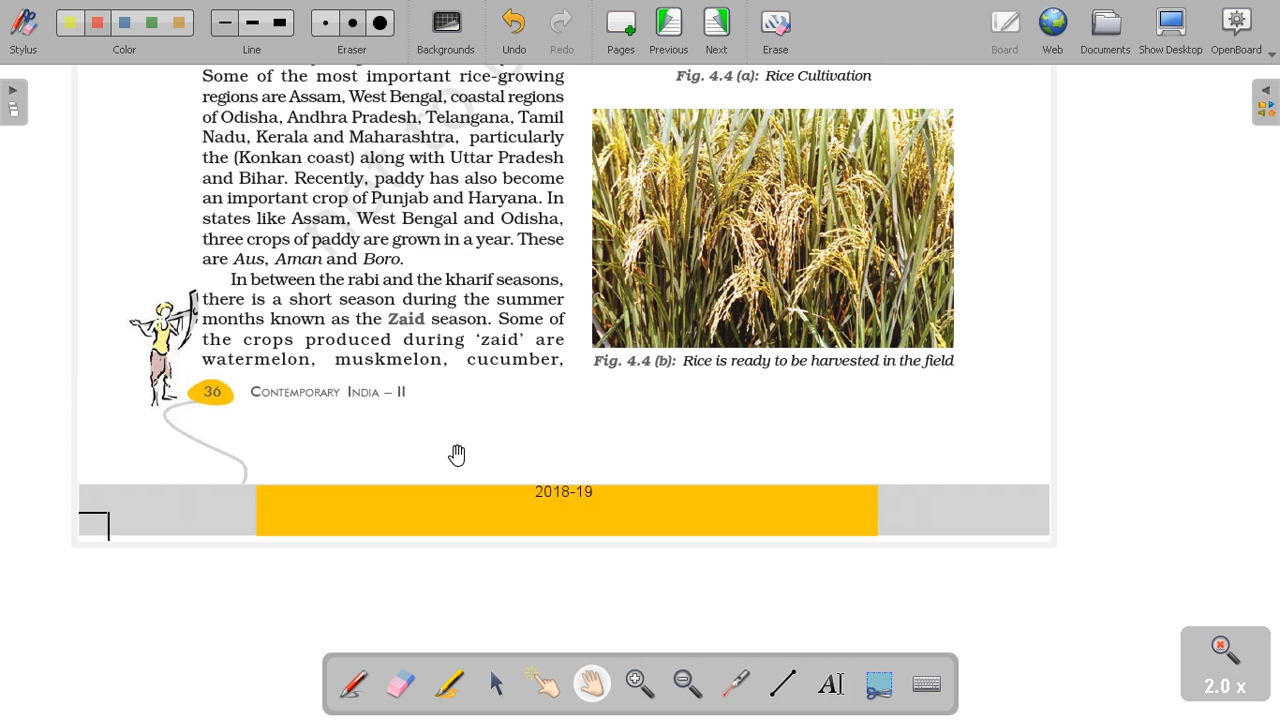 Stylus
Color
Line
Eraser
Backgrounds
Undo
Redo
Pages
Previous
Next
Erase
Board
Web
Documents
Show Desktop
OpenBoard
Some of the most important rice-growing
regions are Assam, West Bengal, coastal regions
of Odisha, Andhra Pradesh, Telangana, Tamil
Nadu, Kerala and Maharashtra, particularly
the (Konkan coast) along with Uttar Pradesh
and Bihar. Recently, paddy has also become
an important crop of Punjab and Haryana. In
states like Assam, West Bengal and Odisha,
three crops of paddy are grown in a year. These
are Aus, Aman and Boro.
In between the rabi and the kharif seasons,
there is a short season during the summer
months known as the Zaid season. Some of
the crops produced during ‘zaid’ are
watermelon, muskmelon, cucumber,
Fig. 4.4 (a): Rice Cultivation
Fig. 4.4 (b): Rice is ready to be harvested in the field
36 Contemporary India – II
not to
2018-19
AI
2.0 x